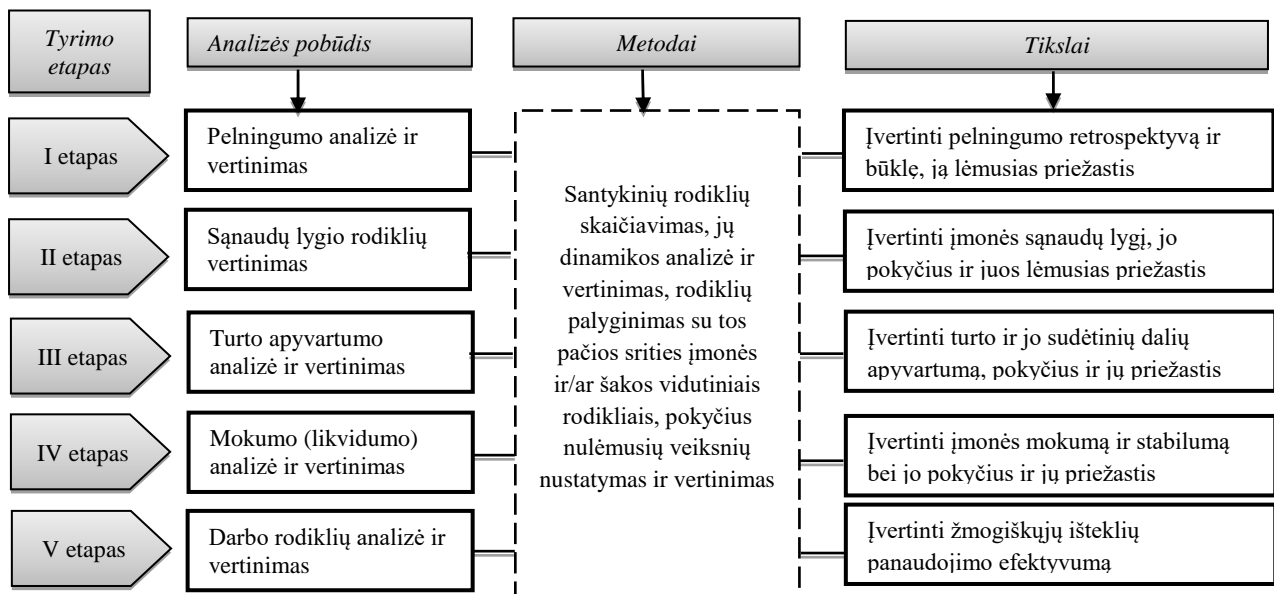 Tyrimo
etapas
Analizės pobūdis
Metodai
Tikslai
I etapas
Pelningumo analizė ir
vertinimas
Įvertinti pelningumo retrospektyvą ir
būklę, ją lėmusias priežastis
II etapas
Sąnaudų lygio rodiklių
vertinimas
Įvertinti įmonės sąnaudų lygį, jo
pokyčius ir juos lėmusias priežastis
III etapas
Turto apyvartumo
analizė ir vertinimas
Įvertinti turto ir jo sudėtinių dalių
apyvartumą, pokyčius ir jų priežastis
IV etapas
Mokumo (likvidumo)
analizė ir vertinimas
Įvertinti įmonės mokumą ir stabilumą
bei jo pokyčius ir jų priežastis
V etapas
Darbo rodiklių analizė ir
vertinimas
Įvertinti žmogiškųjų išteklių
panaudojimo efektyvumą
Santykinių rodiklių
skaičiavimas, jų
dinamikos analizė ir
vertinimas, rodiklių
palyginimas su tos
pačios srities įmonės
ir/ar šakos vidutiniais
rodikliais, pokyčius
nulėmusių veiksnių
nustatymas ir vertinimas